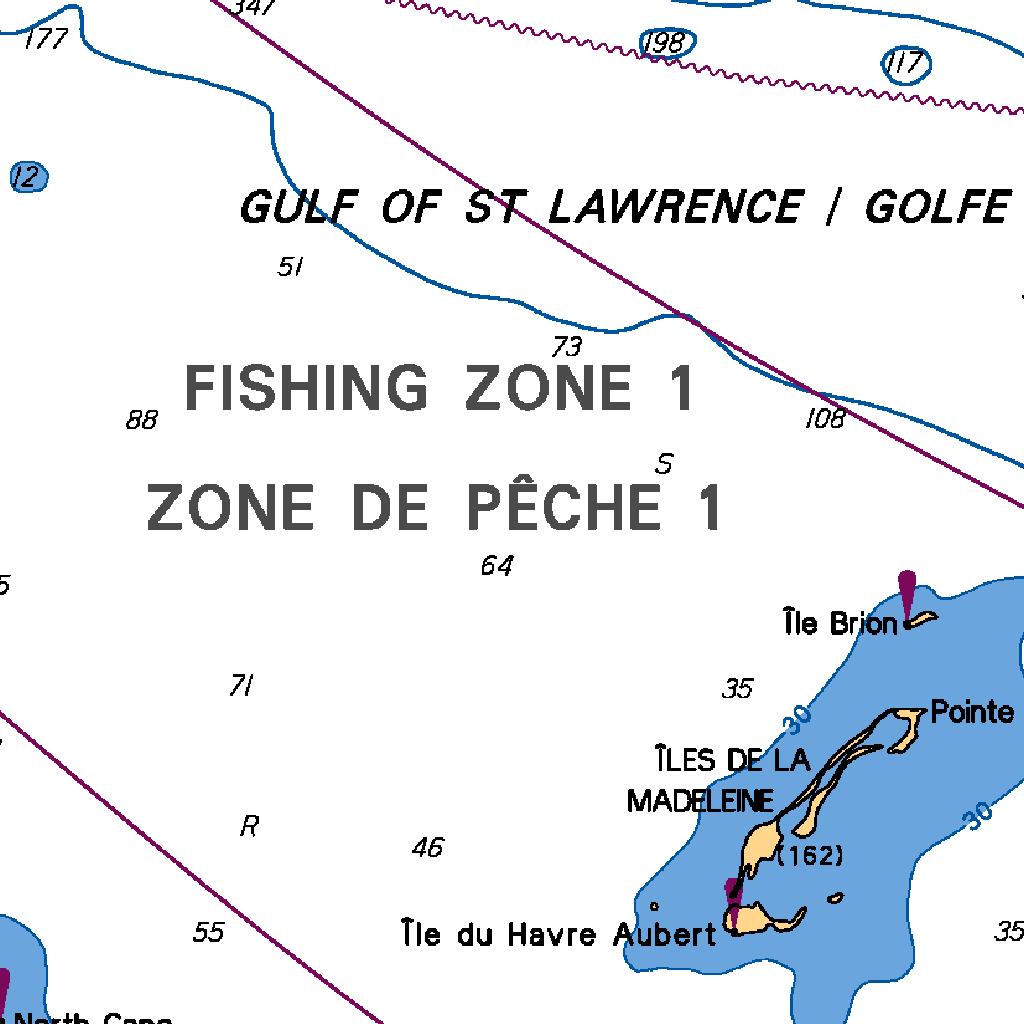 347
177
198
117
12
GULF OF ST LAWRENCE / GOLFE
51
73
FISHING ZONE 1
88
108
S
ZONE DE PÊCHE 1
64
Île Brion
71
35
30
Pointe
ÎLES DE LA
MADELEINE
30
R
46
(162)
55
Île du Havre Aubert
35
North Cape